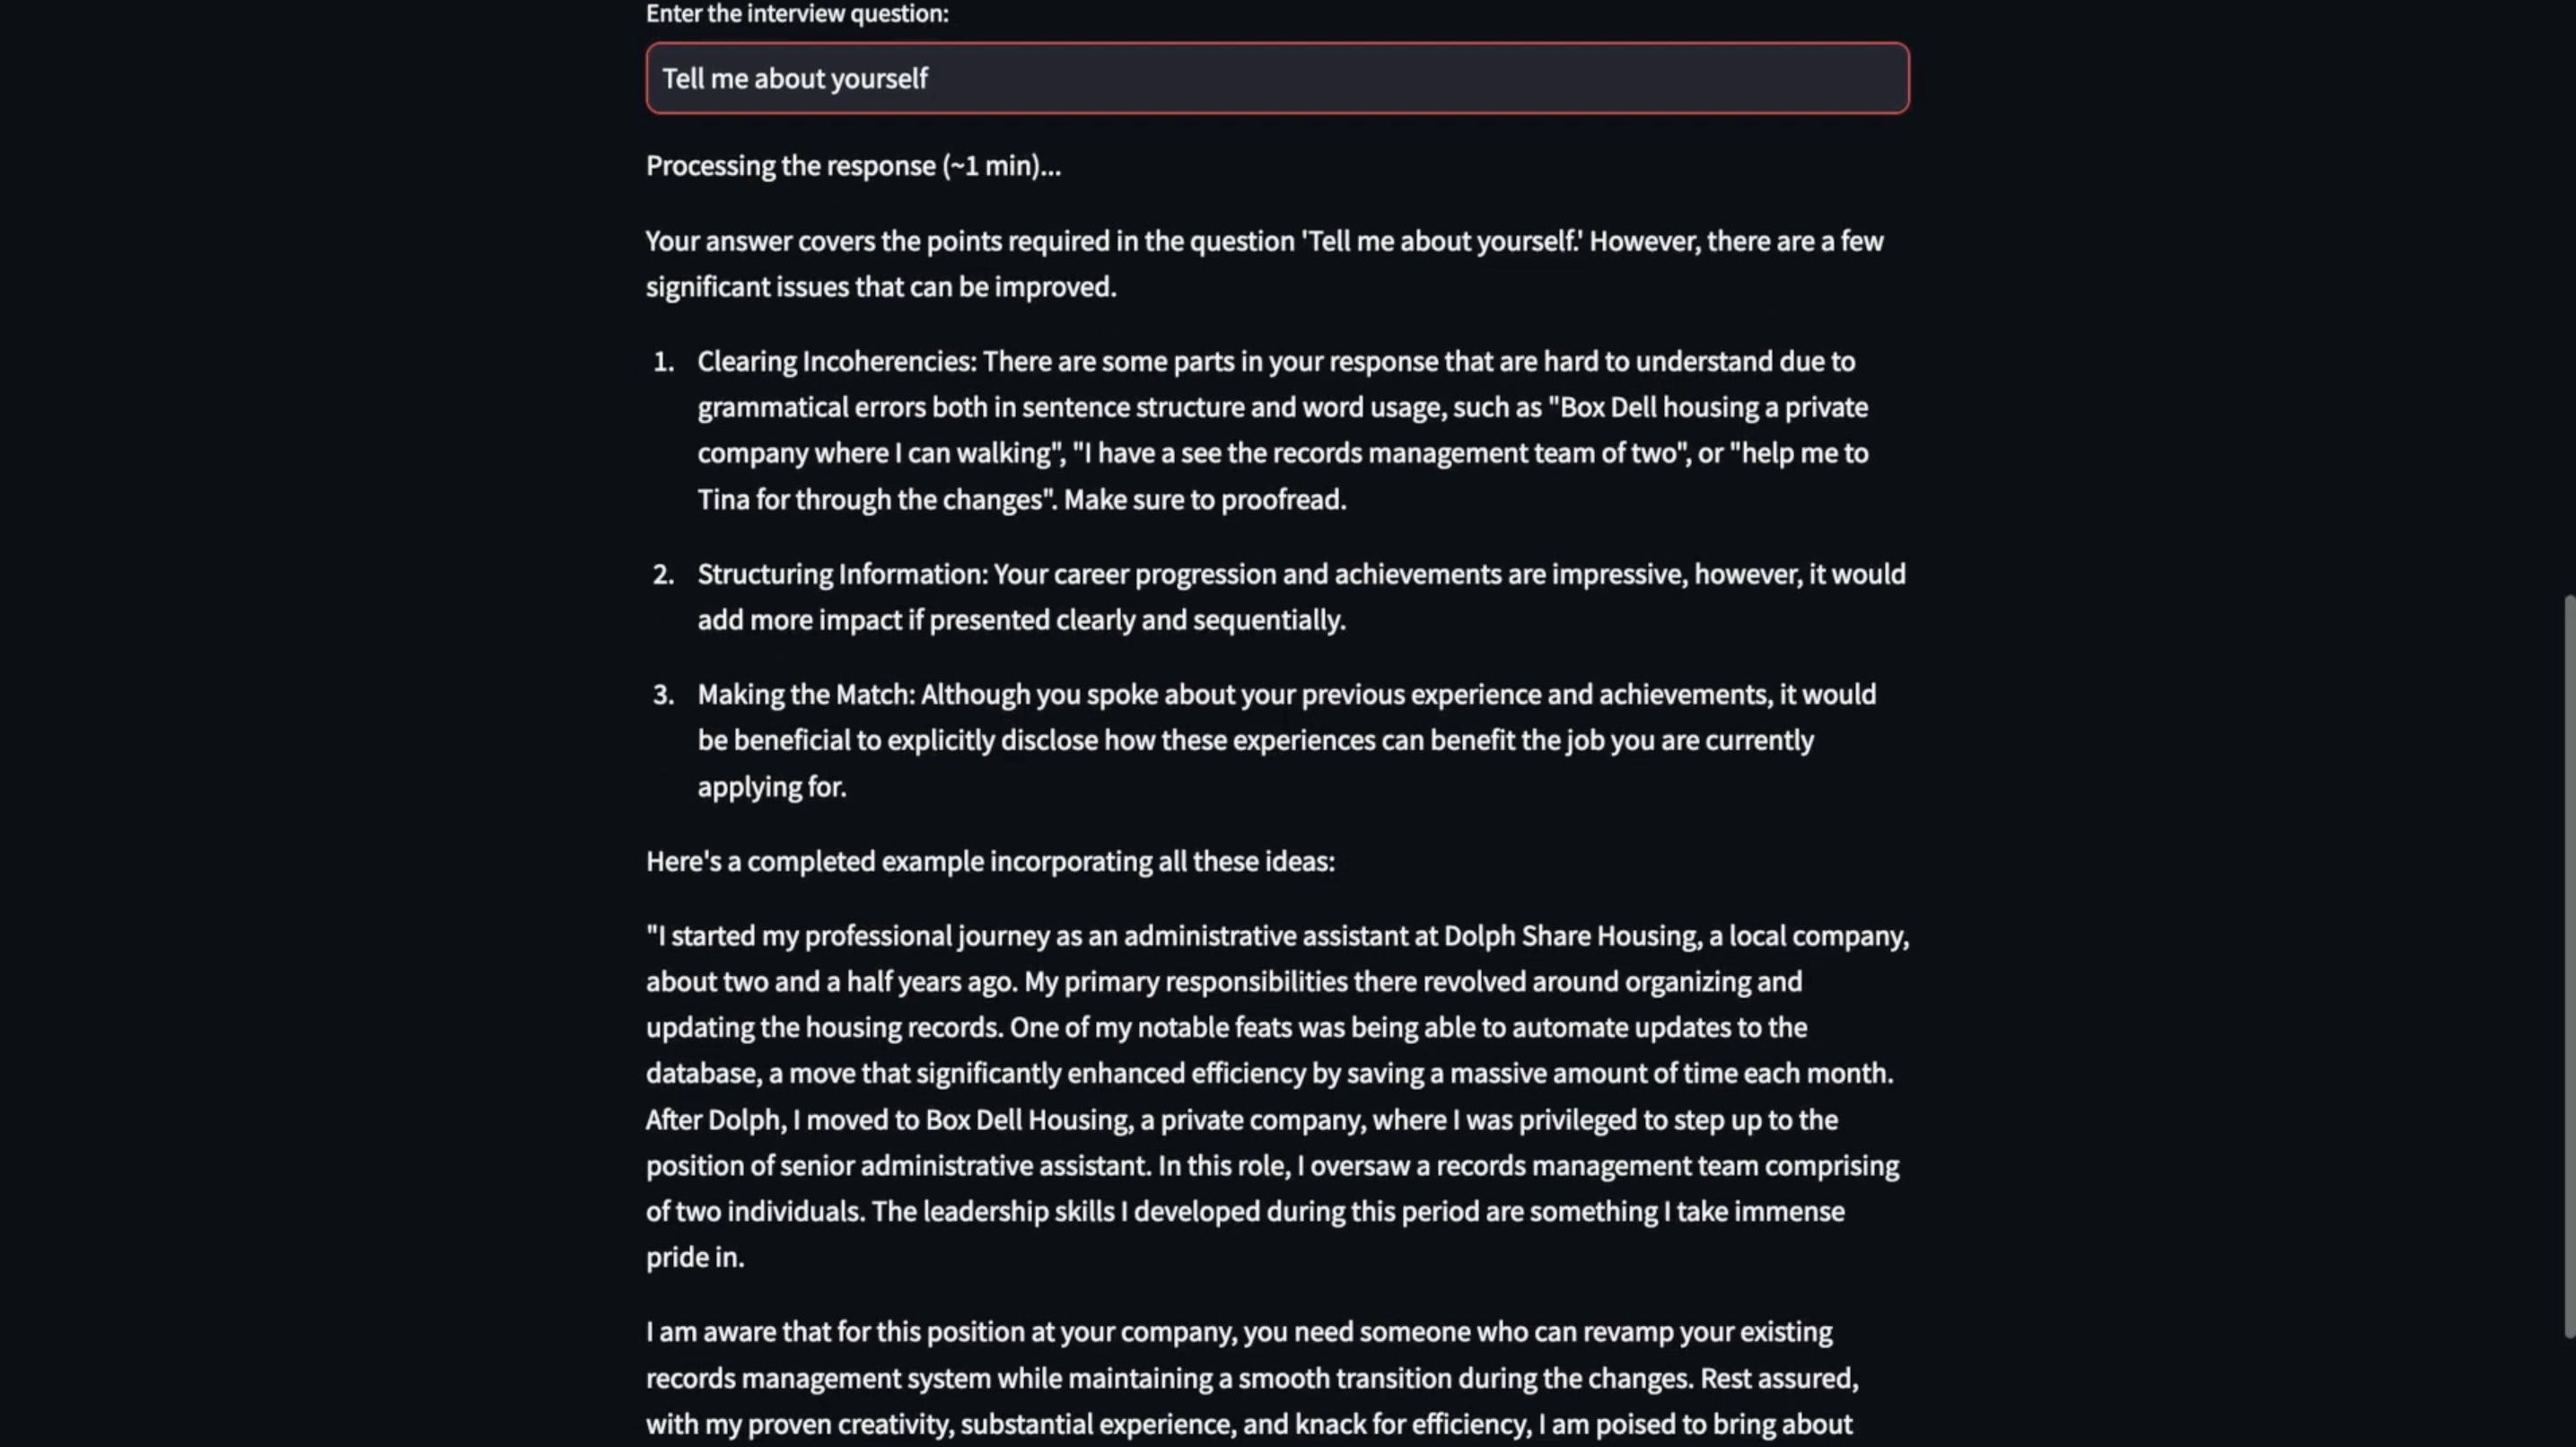 Enter the interview question:
Tell me about yourself
Processing the response (~1 min)...
Your answer covers the points required in the question 'Tell me about yourself.' However, there are a few
significant issues that can be improved.
1. Clearing Incoherencies: There are some parts in your response that are hard to understand due to
grammatical errors both in sentence structure and word usage, such as "Box Dell housing a private
company where I can walking", "I have a see the records management team of two", or "help me to
Tina for through the changes". Make sure to proofread.
2. Structuring Information: Your career progression and achievements are impressive, however, it would
add more impact if presented clearly and sequentially.
3. Making the Match: Although you spoke about your previous experience and achievements, it would
be beneficial to explicitly disclose how these experiences can benefit the job you are currently
applying for.
Here's a completed example incorporating all these ideas:
"I started my professional journey as an administrative assistant at Dolph Share Housing, a local company,
about two and a half years ago. My primary responsibilities there revolved around organizing and
updating the housing records. One of my notable feats was being able to automate updates to the
database, a move that significantly enhanced efficiency by saving a massive amount of time each month.
After Dolph, I moved to Box Dell Housing, a private company, where I was privileged to step up to the
position of senior administrative assistant. In this role, I oversaw a records management team comprising
of two individuals. The leadership skills I developed during this period are something I take immense
pride in.
I am aware that for this position at your company, you need someone who can revamp your existing
records management system while maintaining a smooth transition during the changes. Rest assured,
with my proven creativity, substantial experience, and knack for efficiency, I am poised to bring about